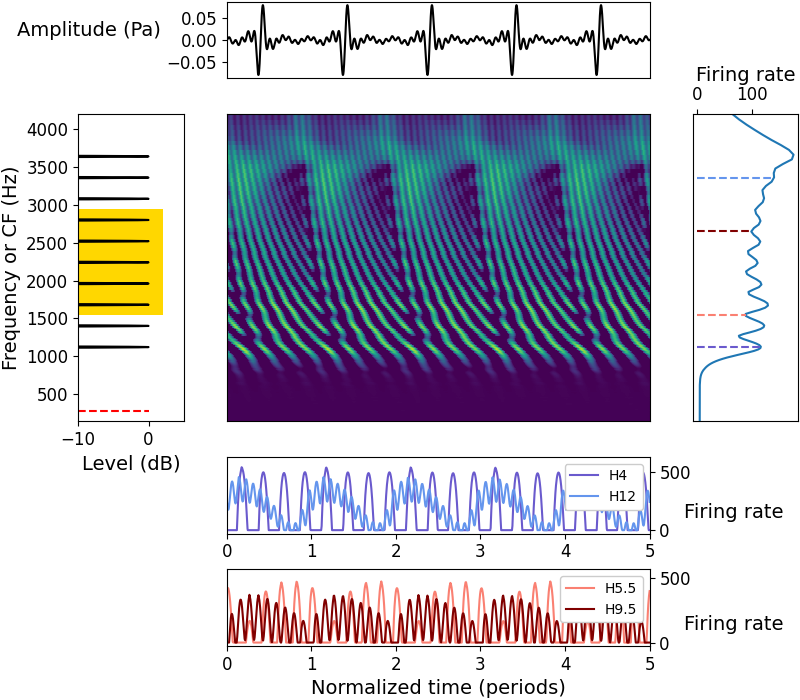 Amplitude (Pa)
0.05
0.00
−0.05
Firing rate
0 100
Frequency or CF (Hz)
4000
3500
3000
2500
2000
1500
1000
500
−10 0
Level (dB)
H4
H12
500
0
Firing rate
0 1 2 3 4 5
H5.5
H9.5
500
0
Firing rate
0 1 2 3 4 5
Normalized time (periods)